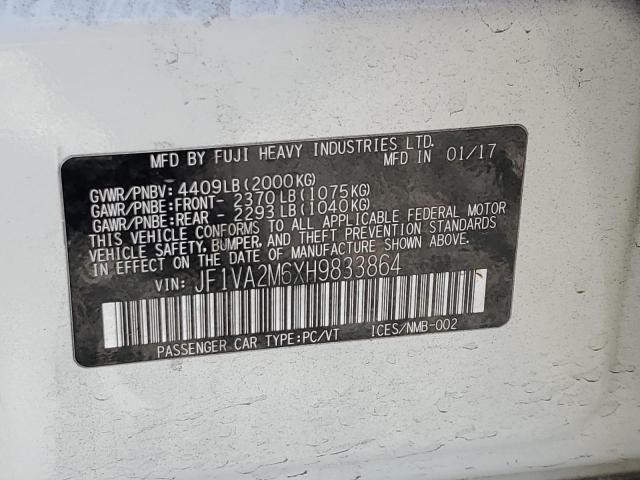 MFD BY FUJI HEAVY INDUSTRIES LTD.
MFD IN 01/17
GVWR/PNBV: 4409LB(2000KG)
GAWR/PNBE:FRONT- 2370LB(1075KG)
GAWR/PNBE:REAR - 2293LB(1040KG)
THIS VEHICLE CONFORMS TO ALL APPLICABLE FEDERAL MOTOR
VEHICLE SAFETY, BUMPER, AND THEFT PREVENTION STANDARDS
IN EFFECT ON THE DATE OF MANUFACTURE SHOWN ABOVE.
VIN: JF1VA2M6XH9833864
PASSENGER CAR TYPE:PC/VT ICES/NMB-002